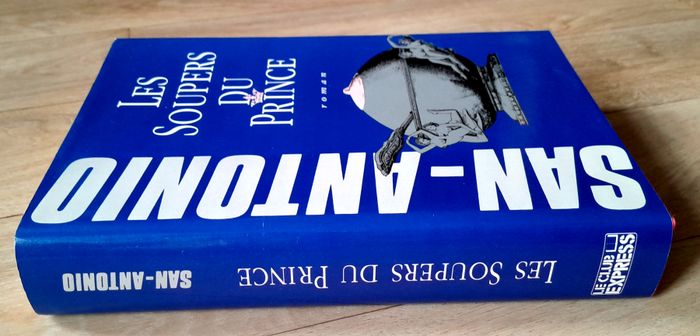 LES
SOUPERS
DU
PRINCE
roman
SAN-ANTONIO
SAN-ANTONIO
LES SOUPERS DU PRINCE
LE CLUB
EXPRESS